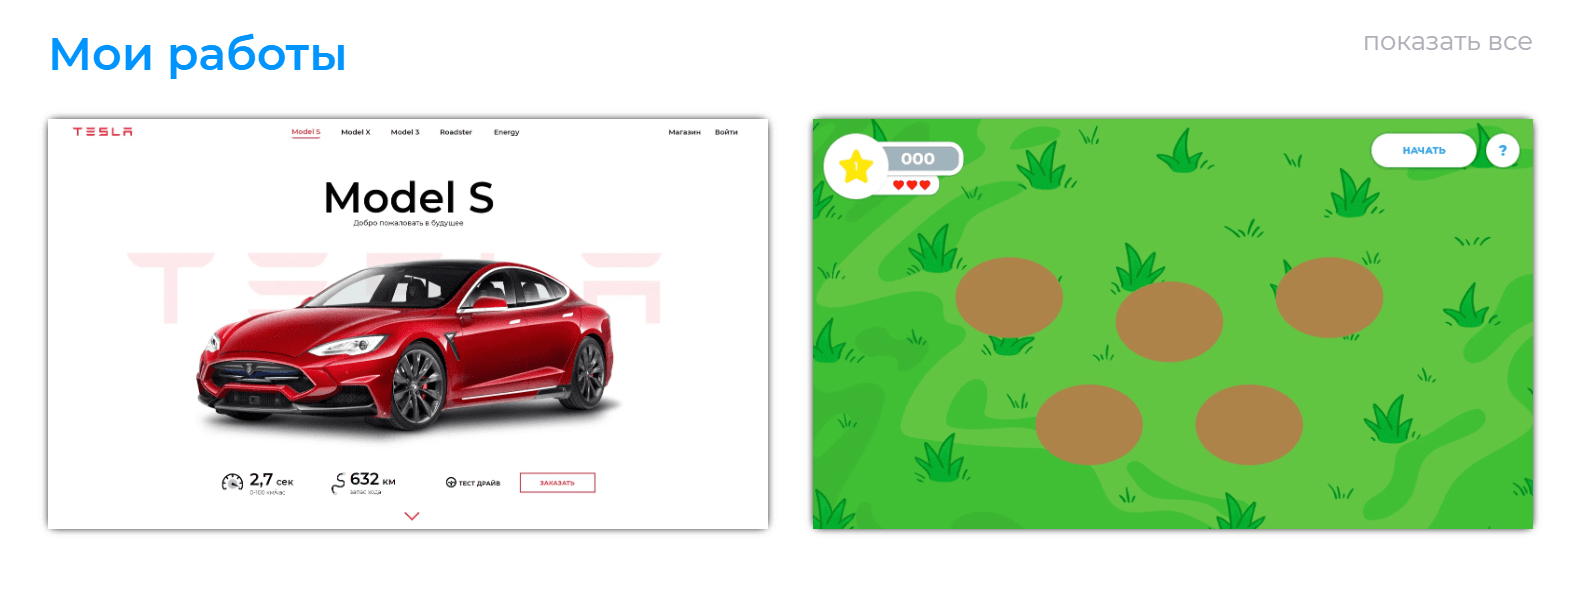 Мои работы
показать все
TESLA
Model S
Model X
Model 3
Roadster
Energy
Магазин
Войти
Model S
Добро пожаловать в будущее
TESLA
2,7 сек
0-100 км/час
632 км
запас хода
ТЕСТ ДРАЙВ
ЗАКАЗАТЬ
1
000
НАЧАТЬ
?